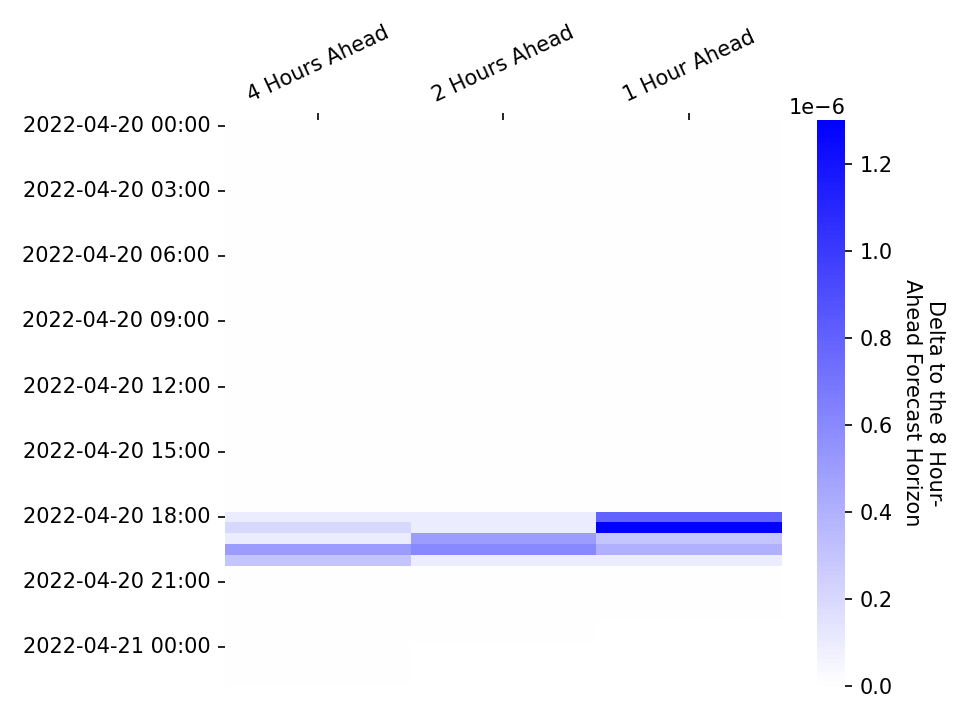 4 Hours Ahead
2 Hours Ahead
1 Hour Ahead
1e−6
2022-04-20 00:00
2022-04-20 03:00
2022-04-20 06:00
2022-04-20 09:00
2022-04-20 12:00
2022-04-20 15:00
2022-04-20 18:00
2022-04-20 21:00
2022-04-21 00:00
1.2
1.0
0.8
0.6
0.4
0.2
0.0
Delta to the 8 Hour-
Ahead Forecast Horizon